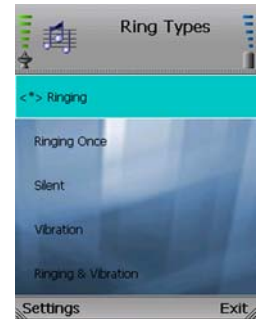 Ring Types
<*> Ringing
Ringing Once
Silent
Vibration
Ringing & Vibration
Settings Exit